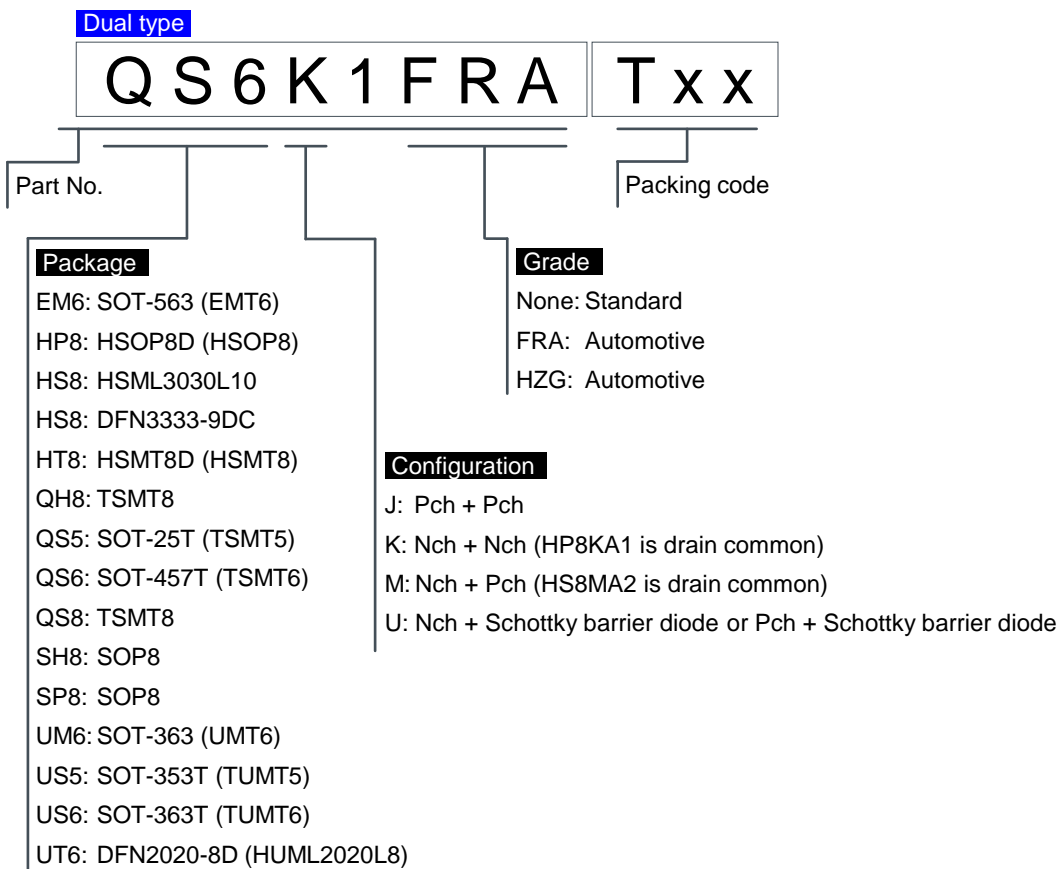 Dual type
QS6K1FRA Txx
Part No.
Packing code
Package
EM6: SOT-563 (EMT6)
HP8: HSOP8D (HSOP8)
HS8: HSML3030L10
HS8: DFN3333-9DC
HT8: HSMT8D (HSMT8)
QH8: TSMT8
QS5: SOT-25T (TSMT5)
QS6: SOT-457T (TSMT6)
QS8: TSMT8
SH8: SOP8
SP8: SOP8
UM6: SOT-363 (UMT6)
US5: SOT-353T (TUMT5)
US6: SOT-363T (TUMT6)
UT6: DFN2020-8D (HUML2020L8)
Configuration
J: Pch + Pch
K: Nch + Nch (HP8KA1 is drain common)
M: Nch + Pch (HS8MA2 is drain common)
U: Nch + Schottky barrier diode or Pch + Schottky barrier diode
Grade
None: Standard
FRA: Automotive
HZG: Automotive